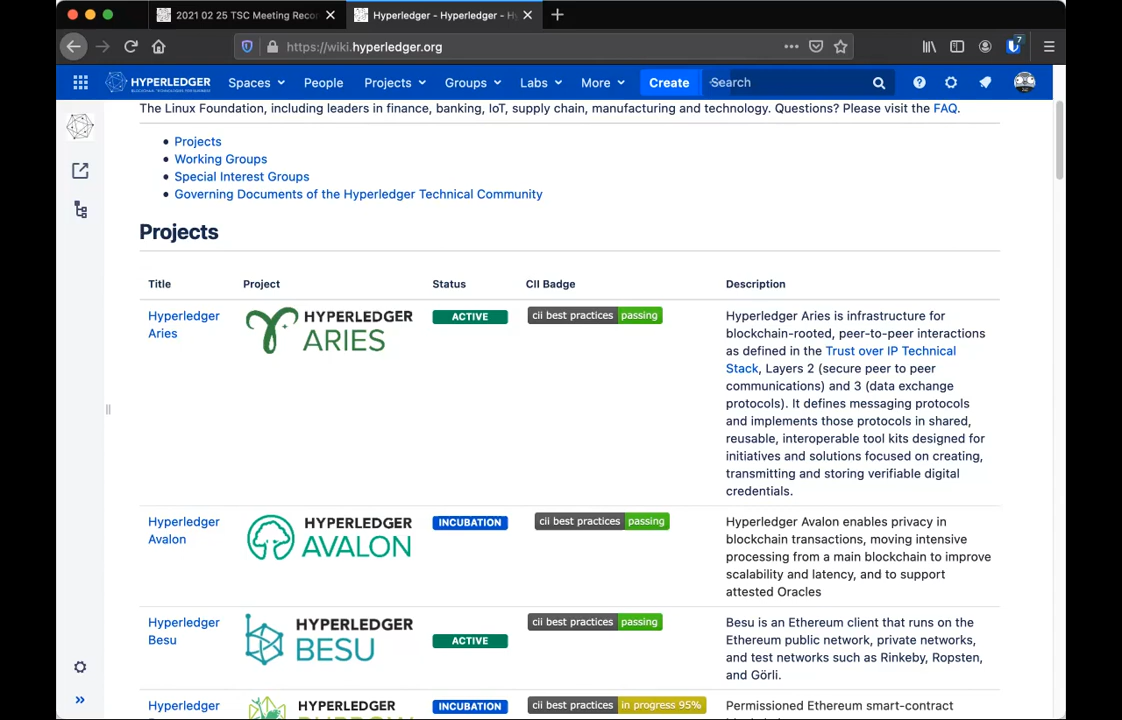 2021 02 25 TSC Meeting Recor
Hyperledger - Hyperledger - Hy
https://wiki.hyperledger.org
7
HYPERLEDGER
Spaces
People
Projects
Groups
Labs
More
Create
Search
The Linux Foundation, including leaders in finance, banking, IoT, supply chain, manufacturing and technology. Questions? Please visit the FAQ.
Projects
Working Groups
Special Interest Groups
Governing Documents of the Hyperledger Technical Community
Projects
Title Project Status CII Badge Description
Hyperledger
Aries
HYPERLEDGER
ARIES
ACTIVE
cii best practices passing
Hyperledger Aries is infrastructure for
blockchain-rooted, peer-to-peer interactions
as defined in the Trust over IP Technical
Stack, Layers 2 (secure peer to peer
communications) and 3 (data exchange
protocols). It defines messaging protocols
and implements those protocols in shared,
reusable, interoperable tool kits designed for
initiatives and solutions focused on creating,
transmitting and storing verifiable digital
credentials.
Hyperledger
Avalon
HYPERLEDGER
AVALON
INCUBATION
cii best practices passing
Hyperledger Avalon enables privacy in
blockchain transactions, moving intensive
processing from a main blockchain to improve
scalability and latency, and to support
attested Oracles
Hyperledger
Besu
HYPERLEDGER
BESU
ACTIVE
cii best practices passing
Besu is an Ethereum client that runs on the
Ethereum public network, private networks,
and test networks such as Rinkeby, Ropsten,
and Görli.
Hyperledger
HYPERLEDGER
INCUBATION
cii best practices in progress 95%
Permissioned Ethereum smart-contract